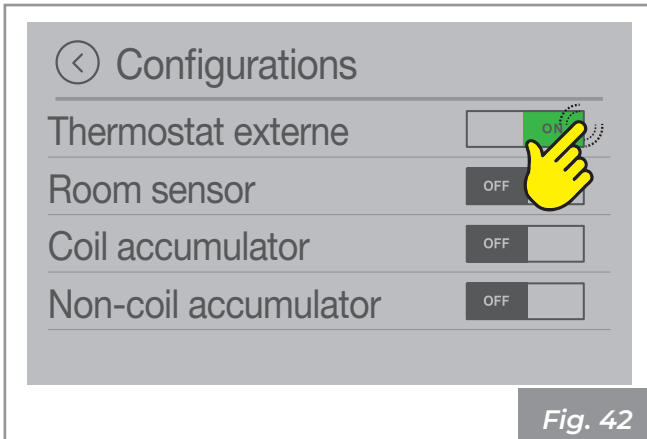 Configurations
Thermostat externe ON
Room sensor OFF
Coil accumulator OFF
Non-coil accumulator OFF
Fig. 42